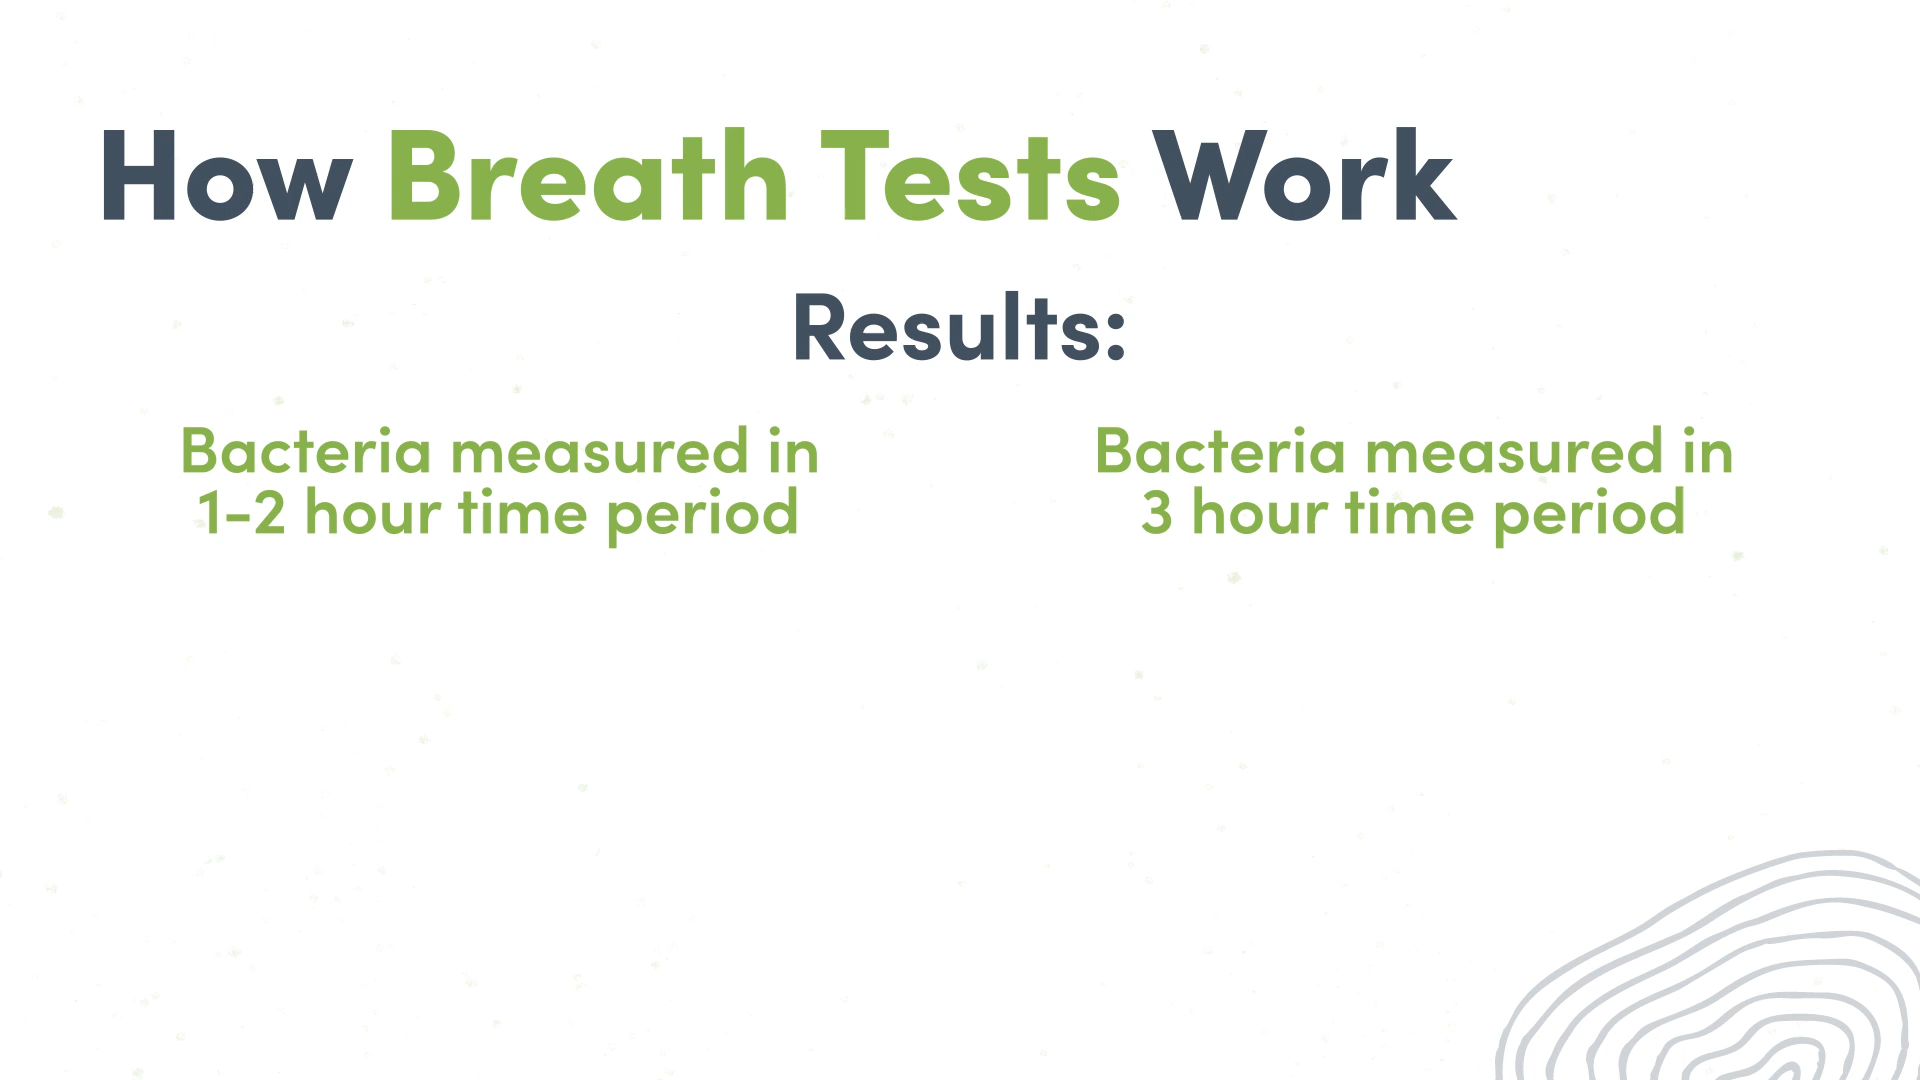 How Breath Tests Work
Results:
Bacteria measured in
1-2 hour time period
Bacteria measured in
3 hour time period